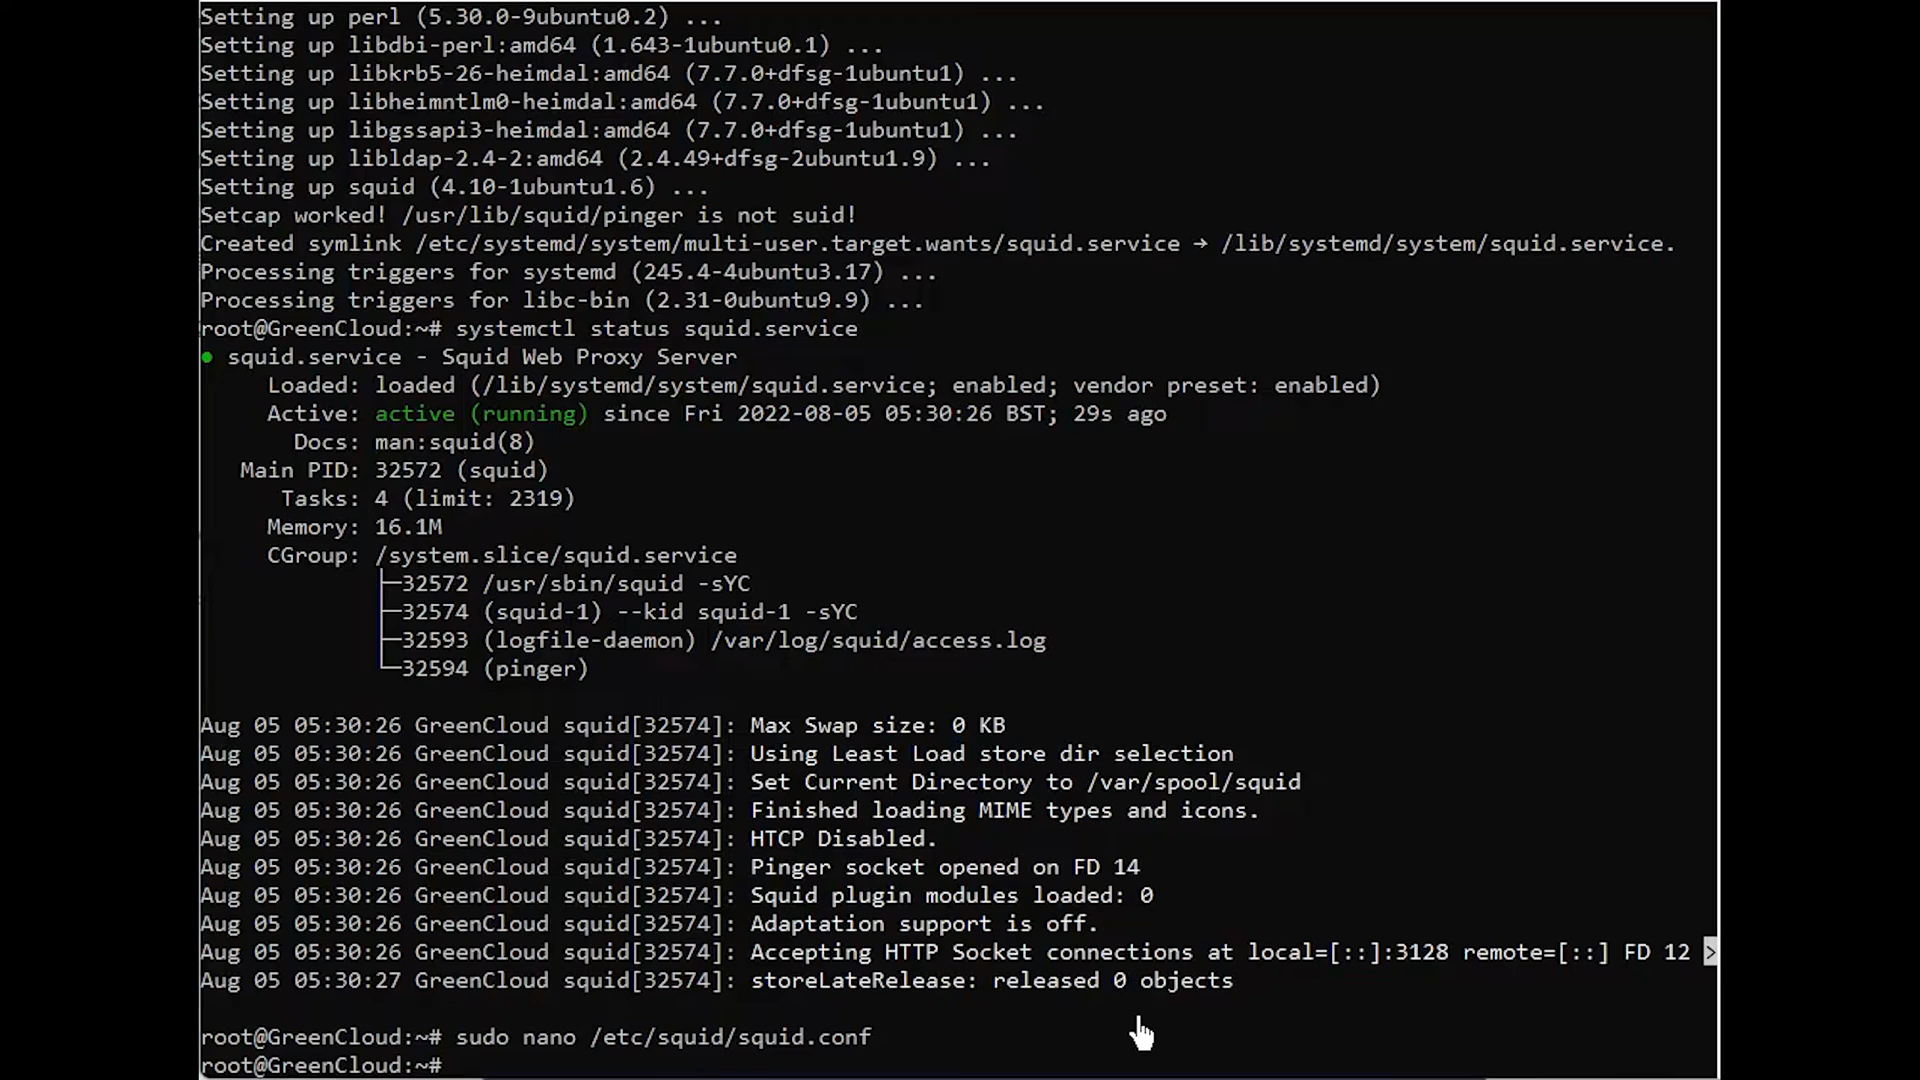 Setting up perl (5.30.0-9ubuntu0.2) ...
Setting up libdbi-perl:amd64 (1.643-1ubuntu0.1) ...
Setting up libkrb5-26-heimdal:amd64 (7.7.0+dfsg-1ubuntu1) ...
Setting up libheimntlm0-heimdal:amd64 (7.7.0+dfsg-1ubuntu1) ...
Setting up libgssapi3-heimdal:amd64 (7.7.0+dfsg-1ubuntu1) ...
Setting up libldap-2.4-2:amd64 (2.4.49+dfsg-2ubuntu1.9) ...
Setting up squid (4.10-1ubuntu1.6) ...
Setcap worked! /usr/lib/squid/pinger is not suid!
Created symlink /etc/systemd/system/multi-user.target.wants/squid.service → /lib/systemd/system/squid.service.
Processing triggers for systemd (245.4-4ubuntu3.17) ...
Processing triggers for libc-bin (2.31-0ubuntu9.9) ...
root@GreenCloud:~# systemctl status squid.service
● squid.service - Squid Web Proxy Server
     Loaded: loaded (/lib/systemd/system/squid.service; enabled; vendor preset: enabled)
     Active: active (running) since Fri 2022-08-05 05:30:26 BST; 29s ago
       Docs: man:squid(8)
   Main PID: 32572 (squid)
      Tasks: 4 (limit: 2319)
     Memory: 16.1M
     CGroup: /system.slice/squid.service
             ├─32572 /usr/sbin/squid -sYC
             ├─32574 (squid-1) --kid squid-1 -sYC
             ├─32593 (logfile-daemon) /var/log/squid/access.log
             └─32594 (pinger)
Aug 05 05:30:26 GreenCloud squid[32574]: Max Swap size: 0 KB
Aug 05 05:30:26 GreenCloud squid[32574]: Using Least Load store dir selection
Aug 05 05:30:26 GreenCloud squid[32574]: Set Current Directory to /var/spool/squid
Aug 05 05:30:26 GreenCloud squid[32574]: Finished loading MIME types and icons.
Aug 05 05:30:26 GreenCloud squid[32574]: HTCP Disabled.
Aug 05 05:30:26 GreenCloud squid[32574]: Pinger socket opened on FD 14
Aug 05 05:30:26 GreenCloud squid[32574]: Squid plugin modules loaded: 0
Aug 05 05:30:26 GreenCloud squid[32574]: Adaptation support is off.
Aug 05 05:30:26 GreenCloud squid[32574]: Accepting HTTP Socket connections at local=[::]:3128 remote=[::] FD 12 >
Aug 05 05:30:27 GreenCloud squid[32574]: storeLateRelease: released 0 objects
root@GreenCloud:~# sudo nano /etc/squid/squid.conf
root@GreenCloud:~#